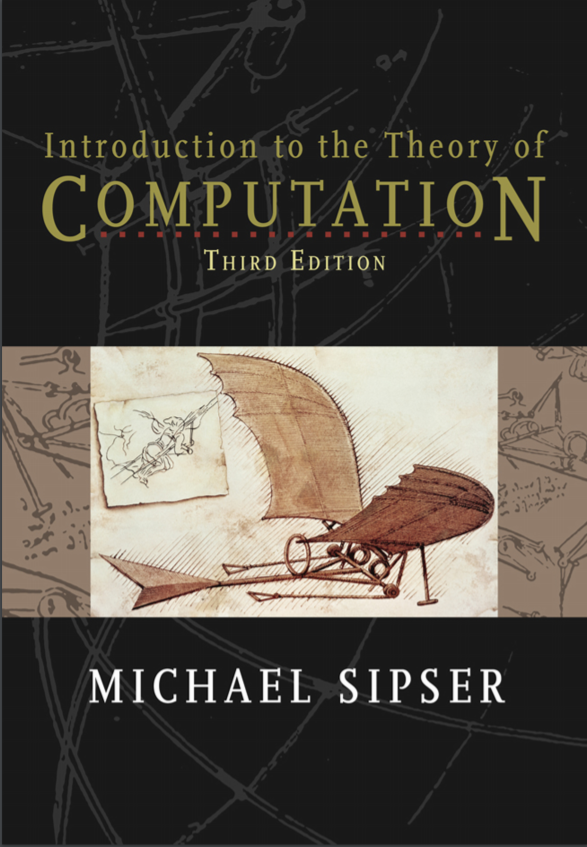 Introduction to the Theory of
COMPUTATION
THIRD EDITION
MICHAEL SIPSER